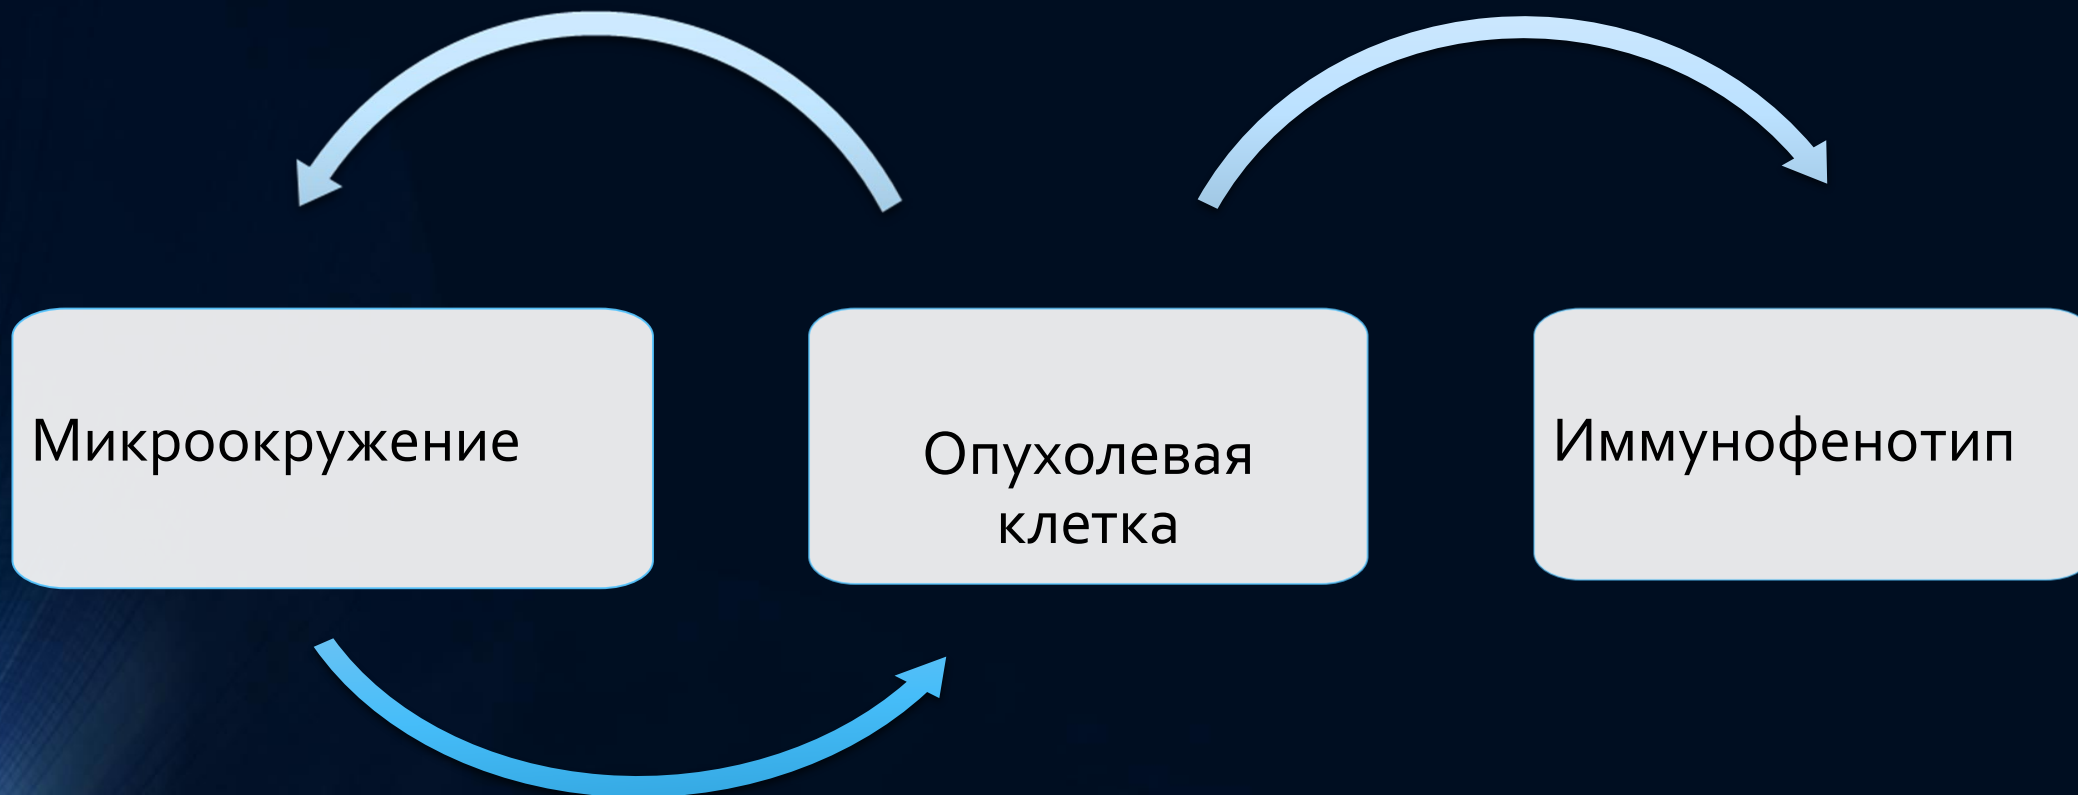 Микроокружение
Опухолевая
клетка
Иммунофенотип